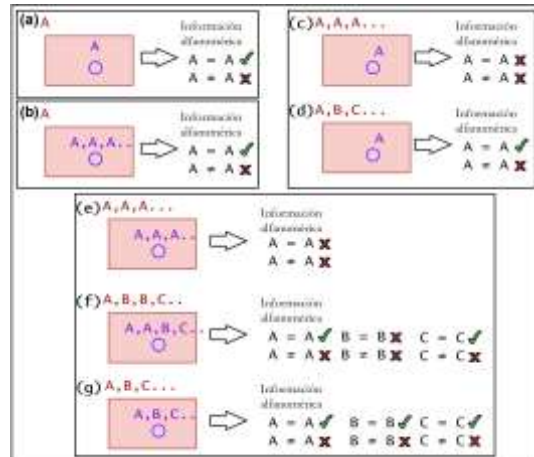 (a) A
A
Información
alfanumérica
A = A ✓
A ≠ A ✗
(b) A
A,A,A..
Información
alfanumérica
A = A ✓
A ≠ A ✗
(c) A,A,A...
A
Información
alfanumérica
A = A ✗
A ≠ A ✗
(d) A,B,C...
A
Información
alfanumérica
A = A ✓
A ≠ A ✗
(e) A,A,A...
A,A,A..
Información
alfanumérica
A = A ✗
A ≠ A ✗
(f) A,B,B,C..
A,A,B,C..
Información
alfanumérica
A = A ✓ B = B ✗ C = C ✓
A ≠ A ✗ B ≠ B ✗ C ≠ C ✗
(g) A,B,C...
A,B,C..
Información
alfanumérica
A = A ✓ B = B ✓ C = C ✓
A ≠ A ✗ B ≠ B ✗ C ≠ C ✗